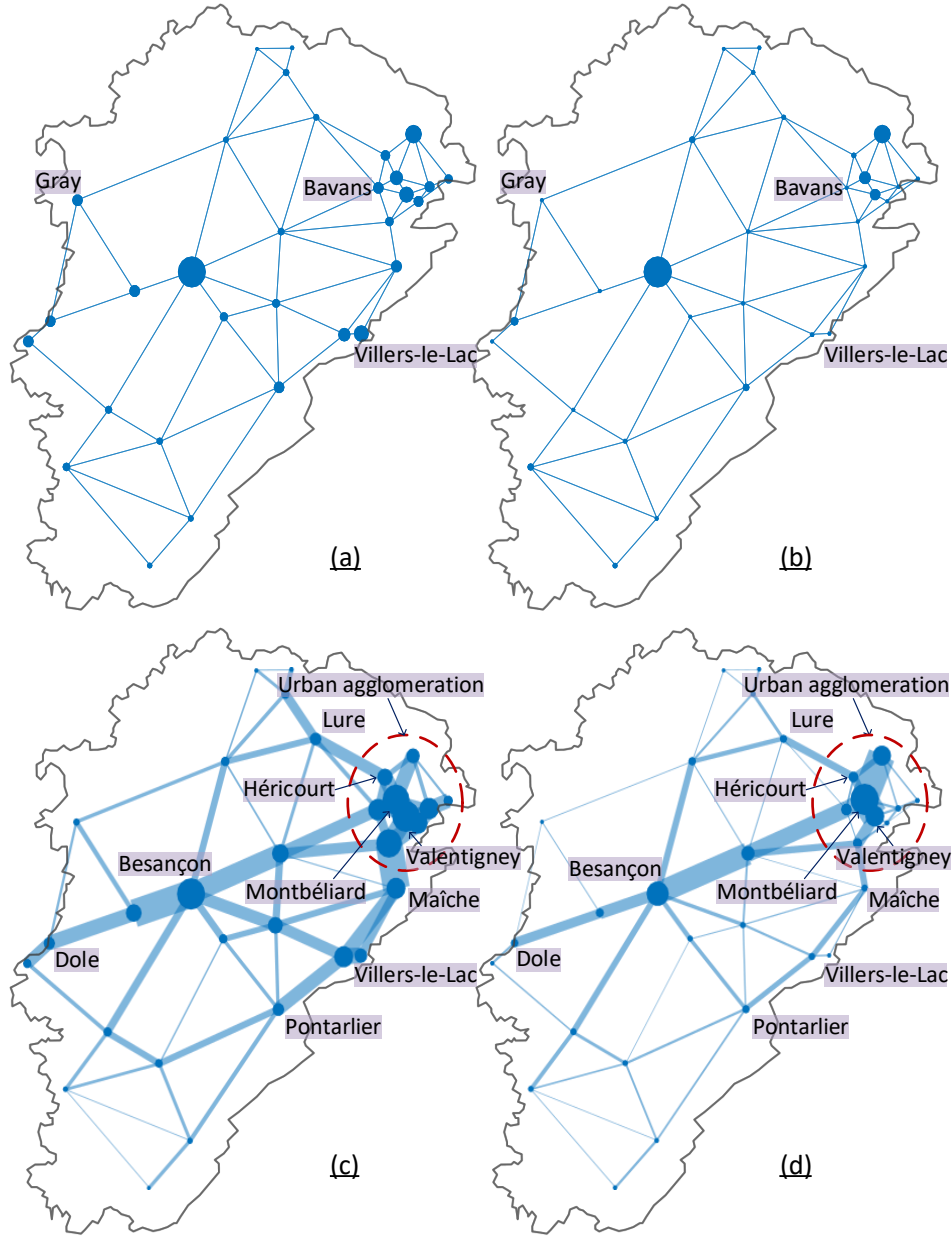 Gray
Bavans
Villers-le-Lac
(a)
Gray
Bavans
Villers-le-Lac
(b)
Urban agglomeration
Lure
Héricourt
Besançon
Valentigney
Montbéliard
Maîche
Dole
Villers-le-Lac
Pontarlier
(c)
Urban agglomeration
Lure
Héricourt
Besançon
Valentigney
Montbéliard
Maîche
Dole
Villers-le-Lac
Pontarlier
(d)